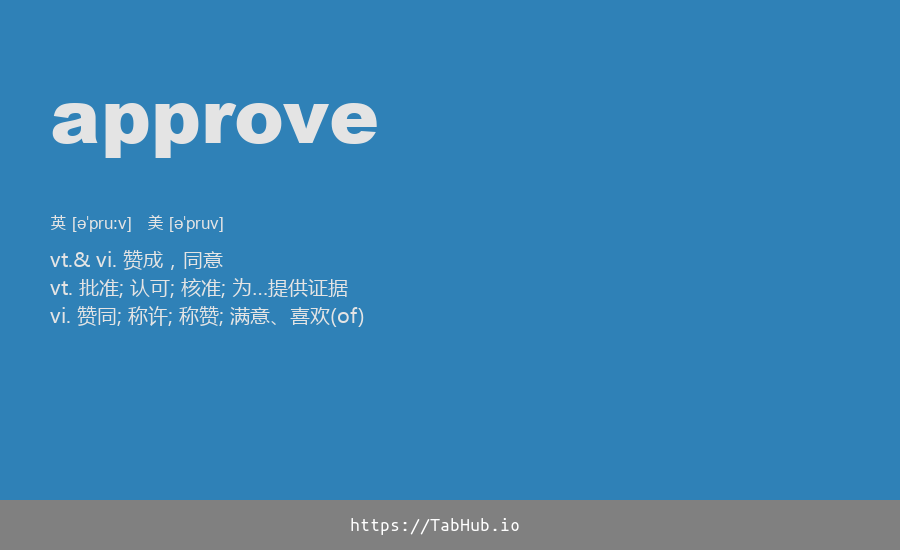 approve
英 [ə'pruːv] 美 [ə'pruv]
vt.& vi. 赞成，同意
vt. 批准; 认可; 核准; 为…提供证据
vi. 赞同; 称许; 称赞; 满意、喜欢(of)
https://TabHub.io